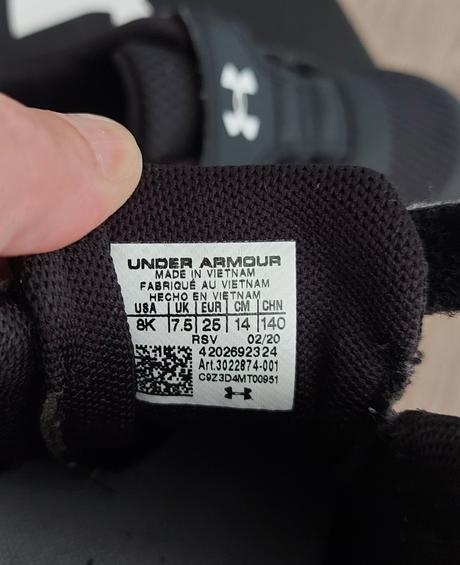 UNDER ARMOUR
MADE IN VIETNAM
FABRIQUÉ AU VIETNAM
HECHO EN VIETNAM
USA UK EUR CM CHN
8K 7.5 25 14 140
RSV 02/20
4202692324
Art.3022874-001
C9Z3D4MT00951